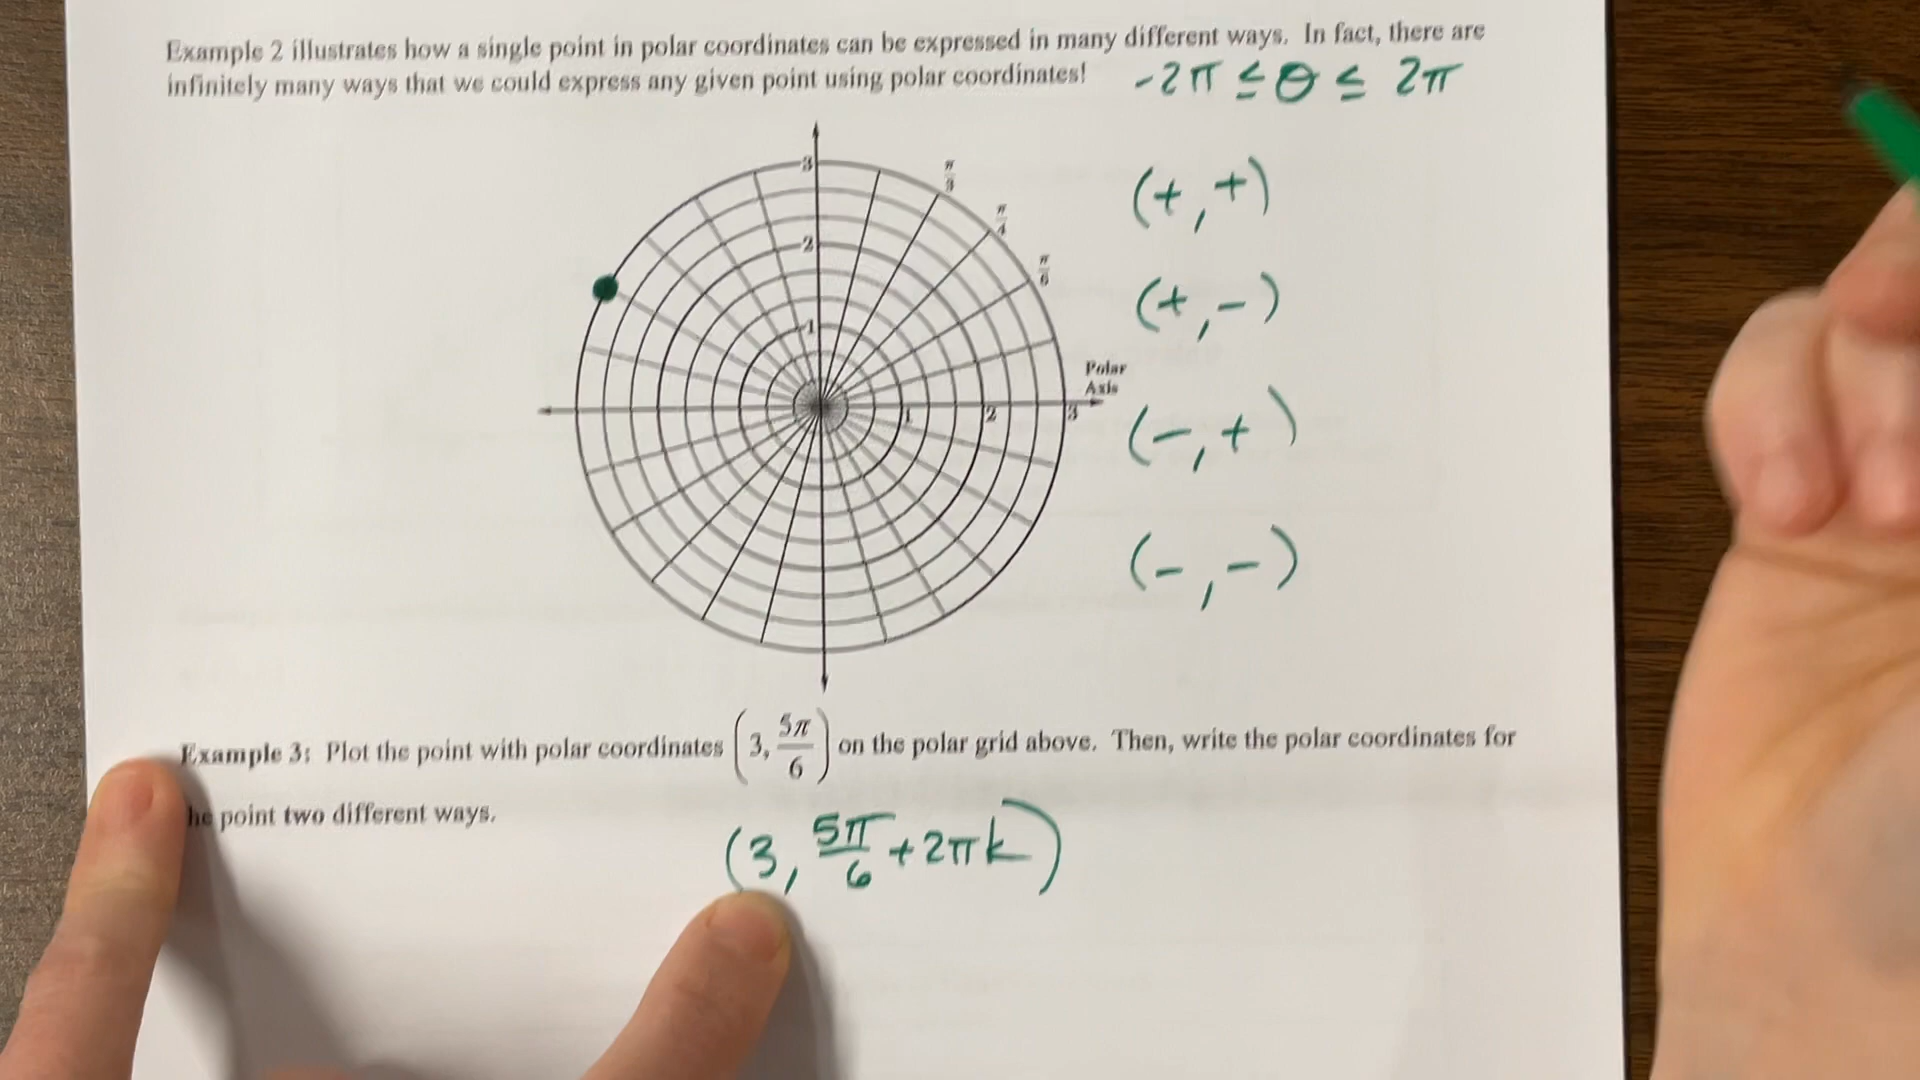 Example 2 illustrates how a single point in polar coordinates can be expressed in many different ways. In fact, there are
infinitely many ways that we could express any given point using polar coordinates!
-2π ≤ θ ≤ 2π
3
π/3
(+,+)
π/4
2
π/6
(+,-)
1
Polar
Axis
1 2 3
(-,+)
(-,-)
Example 3: Plot the point with polar coordinates (3, 5π/6) on the polar grid above. Then, write the polar coordinates for
he point two different ways.
(3, 5π/6 + 2πk)